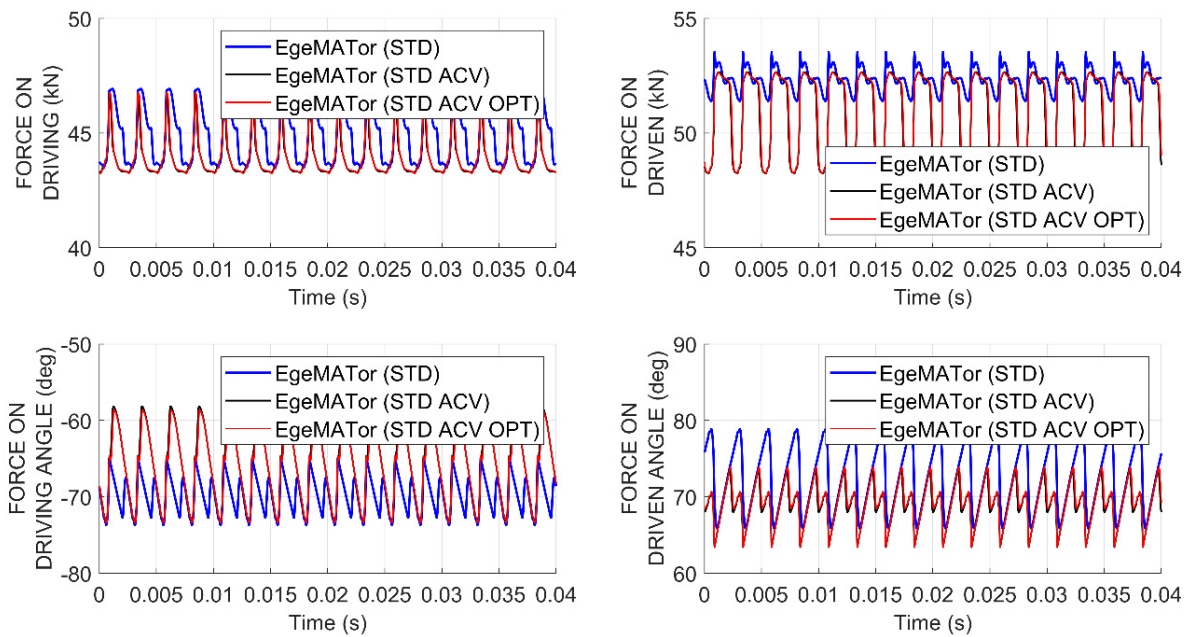 FORCE ON
DRIVING (kN)
50
45
40
EgeMATor (STD)
EgeMATor (STD ACV)
EgeMATor (STD ACV OPT)
0 0.005 0.01 0.015 0.02 0.025 0.03 0.035 0.04
Time (s)
FORCE ON
DRIVEN (kN)
55
50
45
EgeMATor (STD)
EgeMATor (STD ACV)
EgeMATor (STD ACV OPT)
0 0.005 0.01 0.015 0.02 0.025 0.03 0.035 0.04
Time (s)
FORCE ON
DRIVING ANGLE (deg)
-50
-60
-70
-80
EgeMATor (STD)
EgeMATor (STD ACV)
EgeMATor (STD ACV OPT)
0 0.005 0.01 0.015 0.02 0.025 0.03 0.035 0.04
Time (s)
FORCE ON
DRIVEN ANGLE (deg)
90
80
70
60
EgeMATor (STD)
EgeMATor (STD ACV)
EgeMATor (STD ACV OPT)
0 0.005 0.01 0.015 0.02 0.025 0.03 0.035 0.04
Time (s)